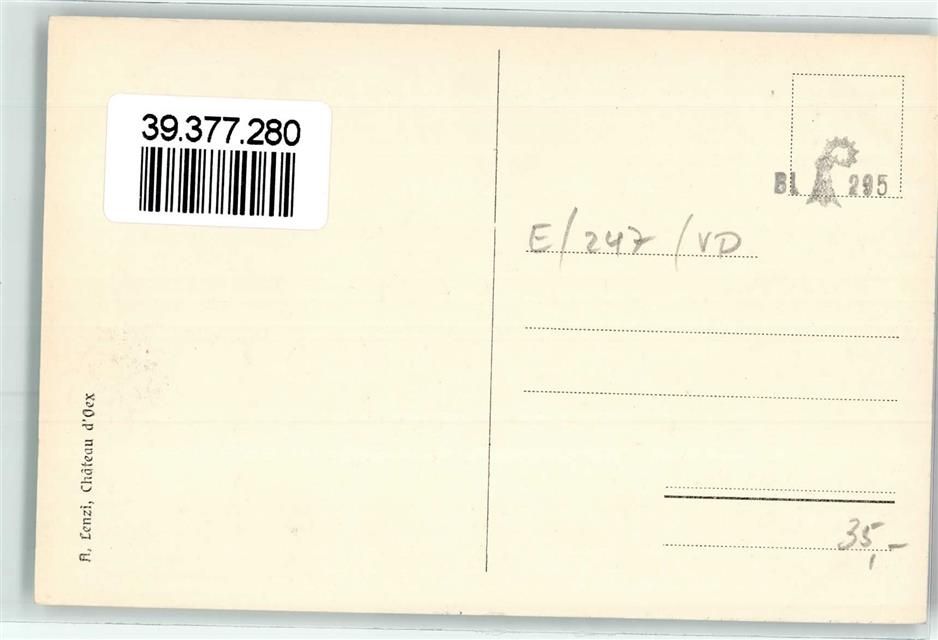 39.377.280
BL 295
E/247/VD
35,-
A. Lenzi, Château d'Oex